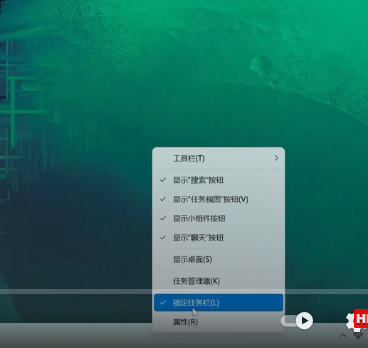 工具栏(T)
显示"搜索"按钮
显示"任务视图"按钮(V)
显示小组件按钮
显示"聊天"按钮
显示桌面(S)
任务管理器(K)
锁定任务栏(L)
属性(R)